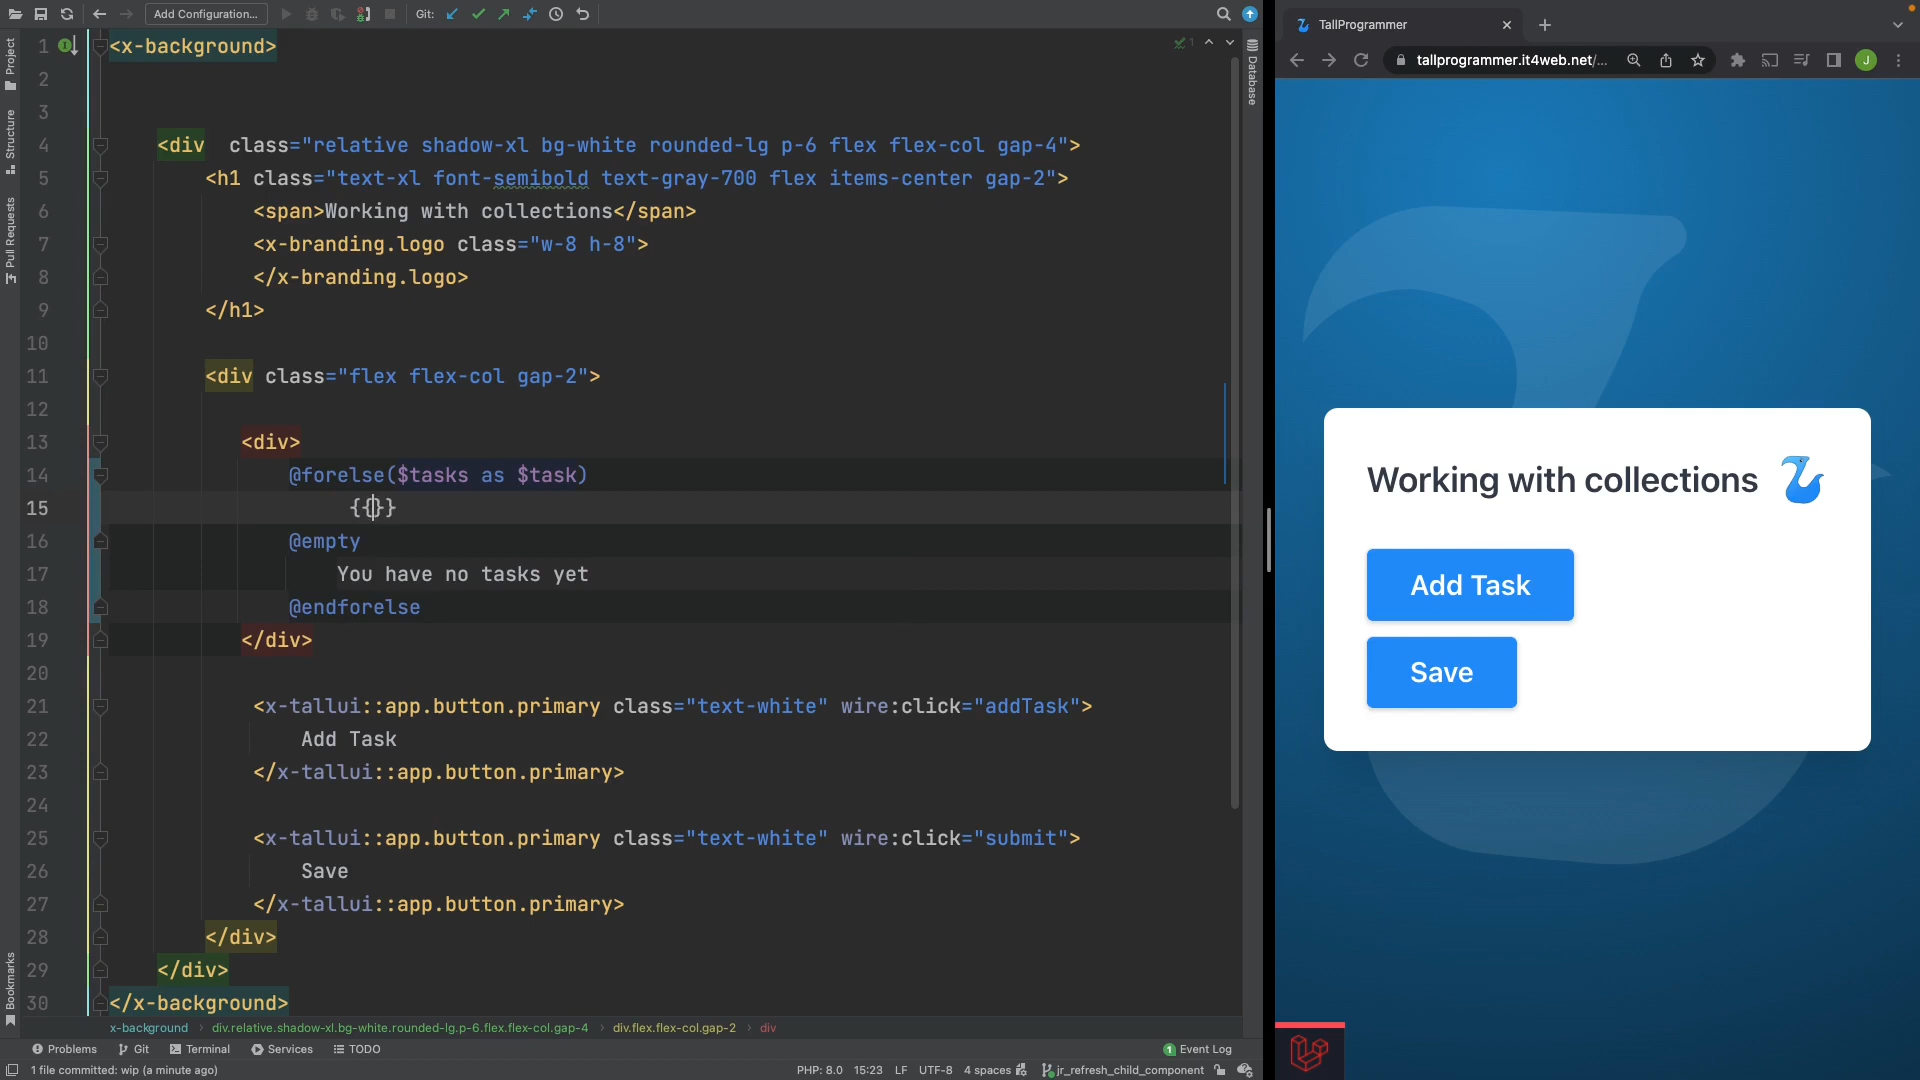 Add Configuration...
Git:
TallProgrammer
tallprogrammer.it4web.net/...
J
Project
Structure
Pull Requests
Bookmarks
Database
1
1 <x-background>
2
3
4 <div  class="relative shadow-xl bg-white rounded-lg p-6 flex flex-col gap-4">
5 <h1 class="text-xl font-semibold text-gray-700 flex items-center gap-2">
6 <span>Working with collections</span>
7 <x-branding.logo class="w-8 h-8">
8 </x-branding.logo>
9 </h1>
10
11 <div class="flex flex-col gap-2">
12
13 <div>
14 @forelse($tasks as $task)
15 {{}}
16 @empty
17 You have no tasks yet
18 @endforelse
19 </div>
20
21 <x-tallui::app.button.primary class="text-white" wire:click="addTask">
22 Add Task
23 </x-tallui::app.button.primary>
24
25 <x-tallui::app.button.primary class="text-white" wire:click="submit">
26 Save
27 </x-tallui::app.button.primary>
28 </div>
29 </div>
30 </x-background>
x-background › div.relative.shadow-xl.bg-white.rounded-lg.p-6.flex.flex-col.gap-4 › div.flex.flex-col.gap-2 › div
Problems Git Terminal Services TODO 1 Event Log
1 file committed: wip (a minute ago) PHP: 8.0 15:23 LF UTF-8 4 spaces jr_refresh_child_component
Working with collections
Add Task
Save